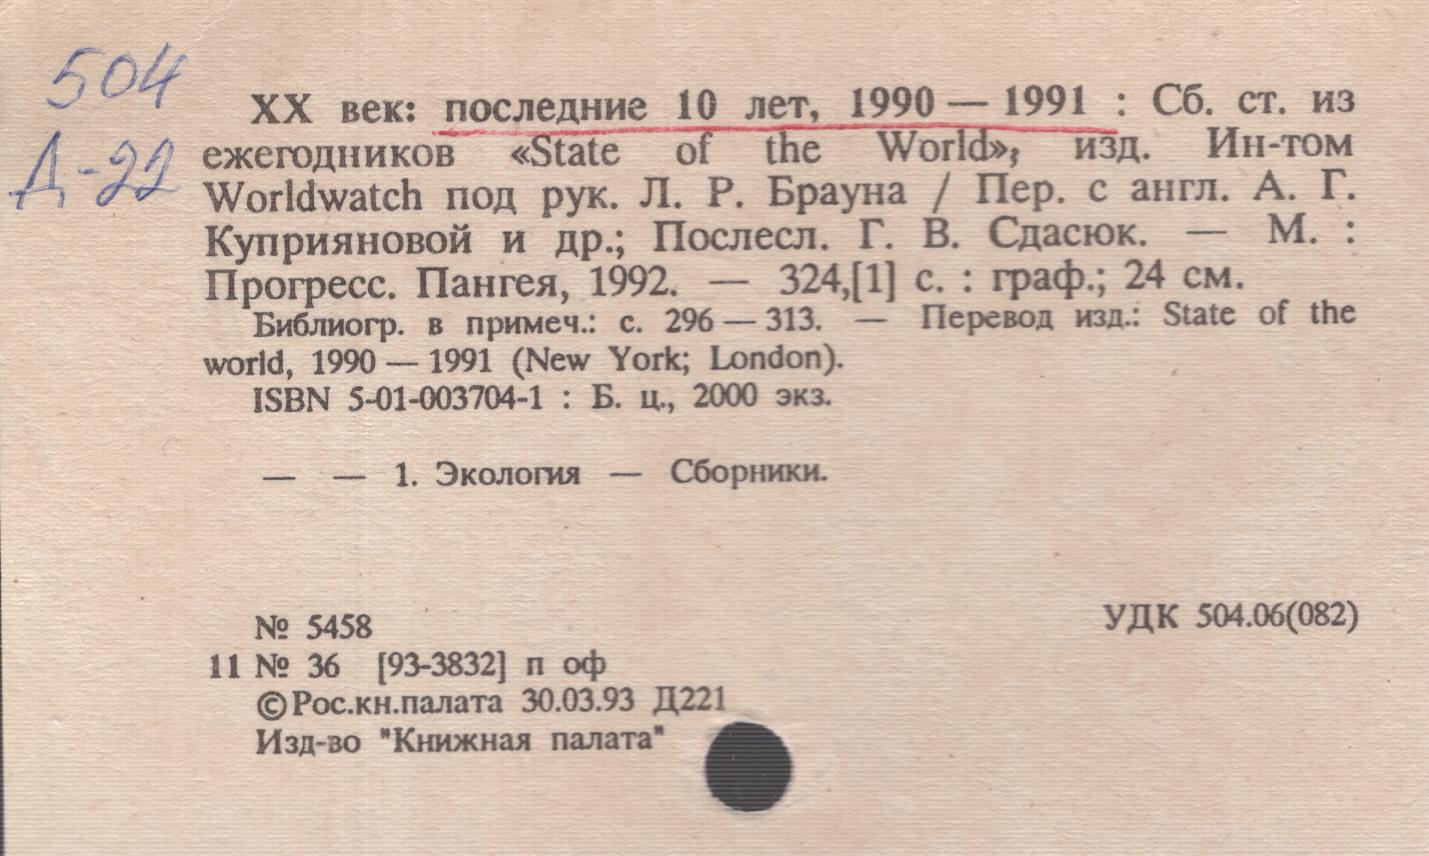 504
Д-22
XX век: последние 10 лет, 1990 — 1991 : Сб. ст. из
ежегодников «State of the World», изд. Ин-том
Worldwatch под рук. Л. Р. Брауна / Пер. с англ. А. Г.
Куприяновой и др.; Послесл. Г. В. Сдасюк. — М. :
Прогресс. Пангея, 1992. — 324,[1] с. : граф.; 24 см.
Библиогр. в примеч.: с. 296 — 313. — Перевод изд.: State of the
world, 1990 — 1991 (New York; London).
ISBN 5-01-003704-1 : Б. ц., 2000 экз.
— — 1. Экология — Сборники.
№ 5458
УДК 504.06(082)
11 № 36 [93-3832] п оф
©Рос.кн.палата 30.03.93 Д221
Изд-во "Книжная палата"